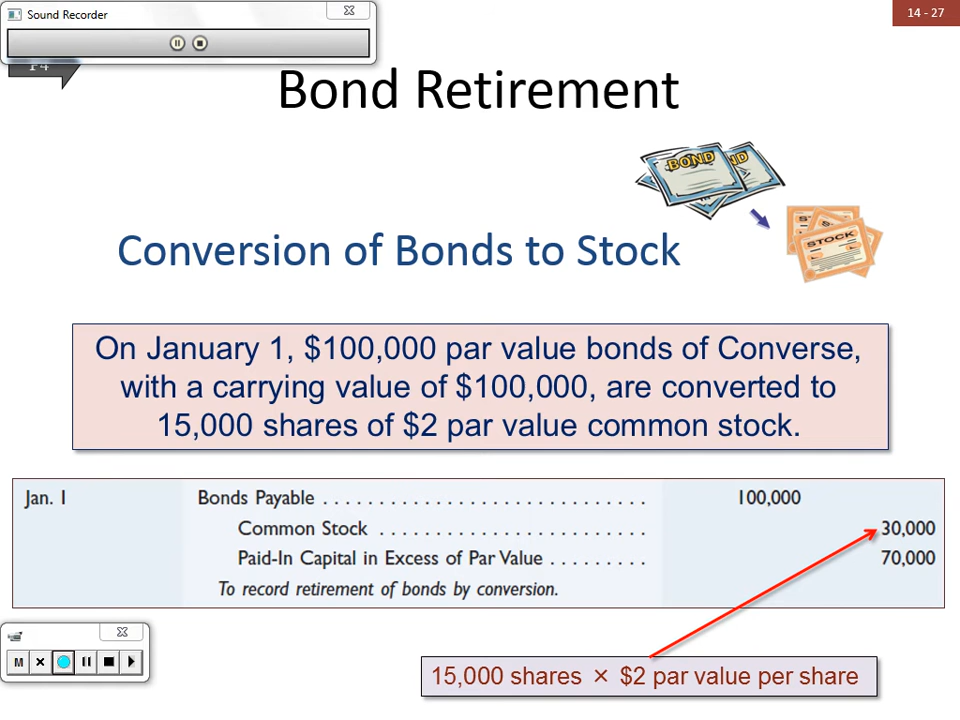 Sound Recorder
14 - 27
P4
Bond Retirement
BOND
STOCK
Conversion of Bonds to Stock
On January 1, $100,000 par value bonds of Converse,
with a carrying value of $100,000, are converted to
15,000 shares of $2 par value common stock.
Jan. 1 Bonds Payable . . . . . . . . . . . . . . . . . . . . . . . . . . . . . 100,000
Common Stock . . . . . . . . . . . . . . . . . . . . . . . . 30,000
Paid-In Capital in Excess of Par Value . . . . . . . . . 70,000
To record retirement of bonds by conversion.
M
15,000 shares × $2 par value per share